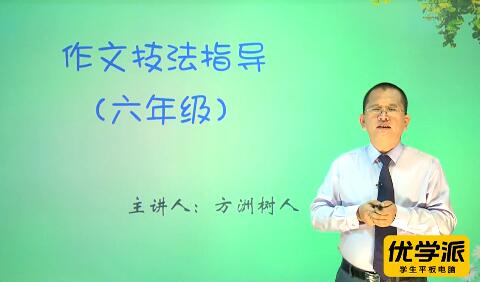 作文技法指导
（六年级）
主讲人：方洲树人
优学派
学生平板电脑